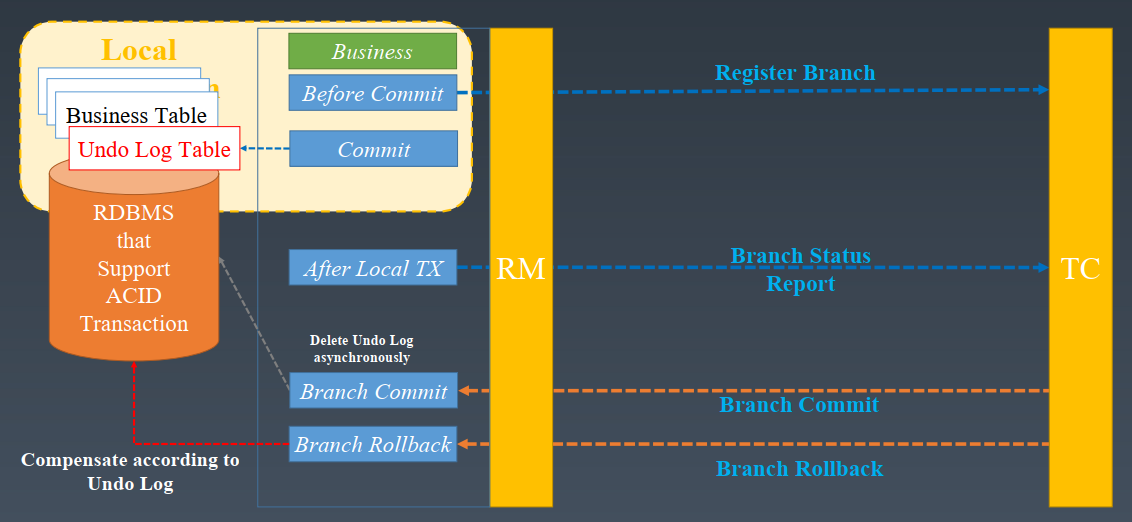 Local
n
Business
Before Commit
Business Table
Undo Log Table
Commit
Register Branch
RDBMS
that
Support
ACID
Transaction
After Local TX
RM
Branch Status
Report
TC
Delete Undo Log
asynchronously
Branch Commit
Branch Commit
Branch Rollback
Branch Rollback
Compensate according to
Undo Log